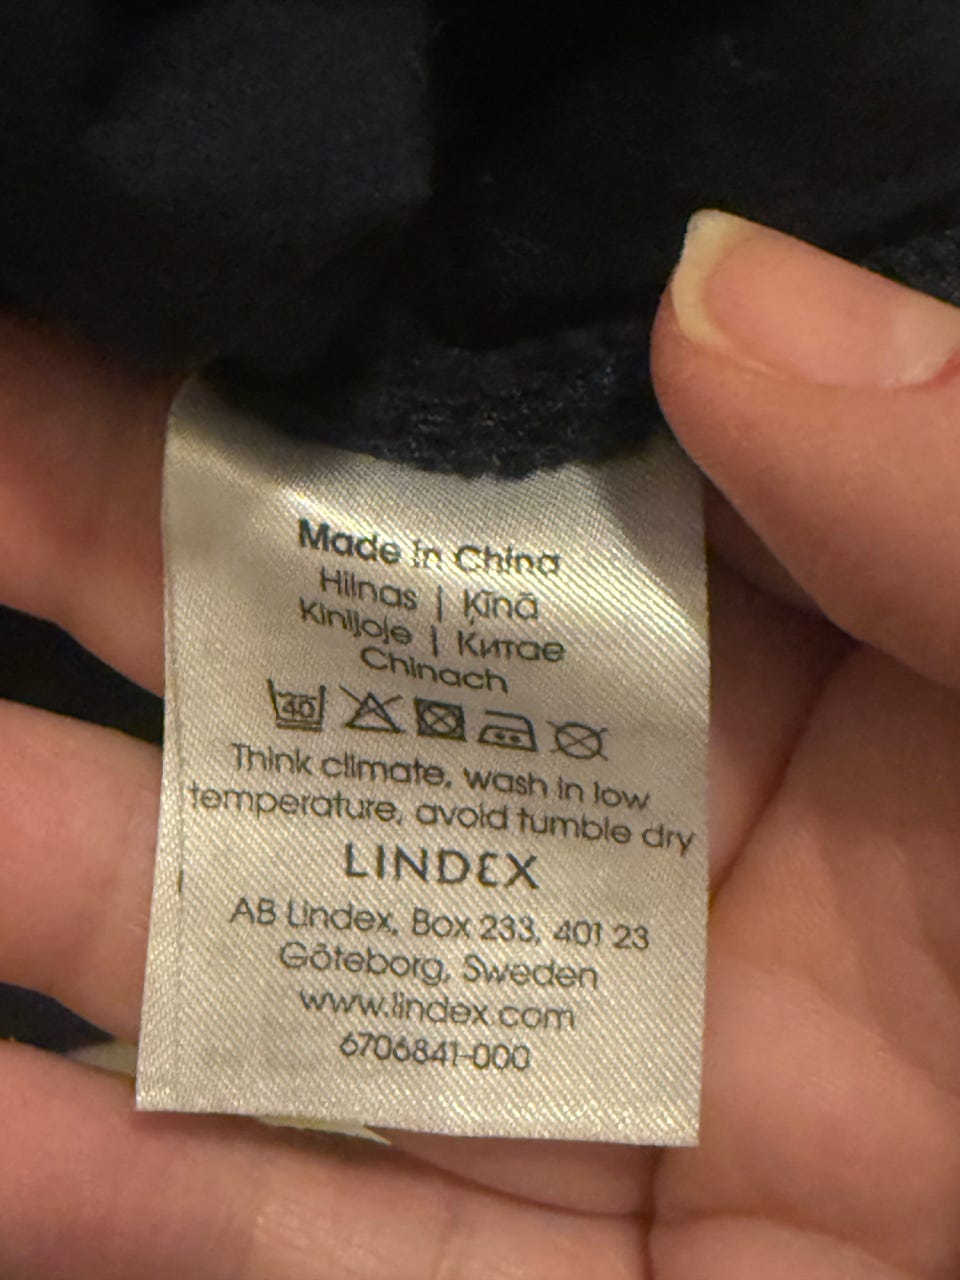 Made in China
Hiinas | Ķīnā
Kinijoje | Китае
Chinach
40
Think climate, wash in low
temperature, avoid tumble dry
LINDEX
AB Lindex, Box 233, 401 23
Göteborg, Sweden
www.lindex.com
6706841-000